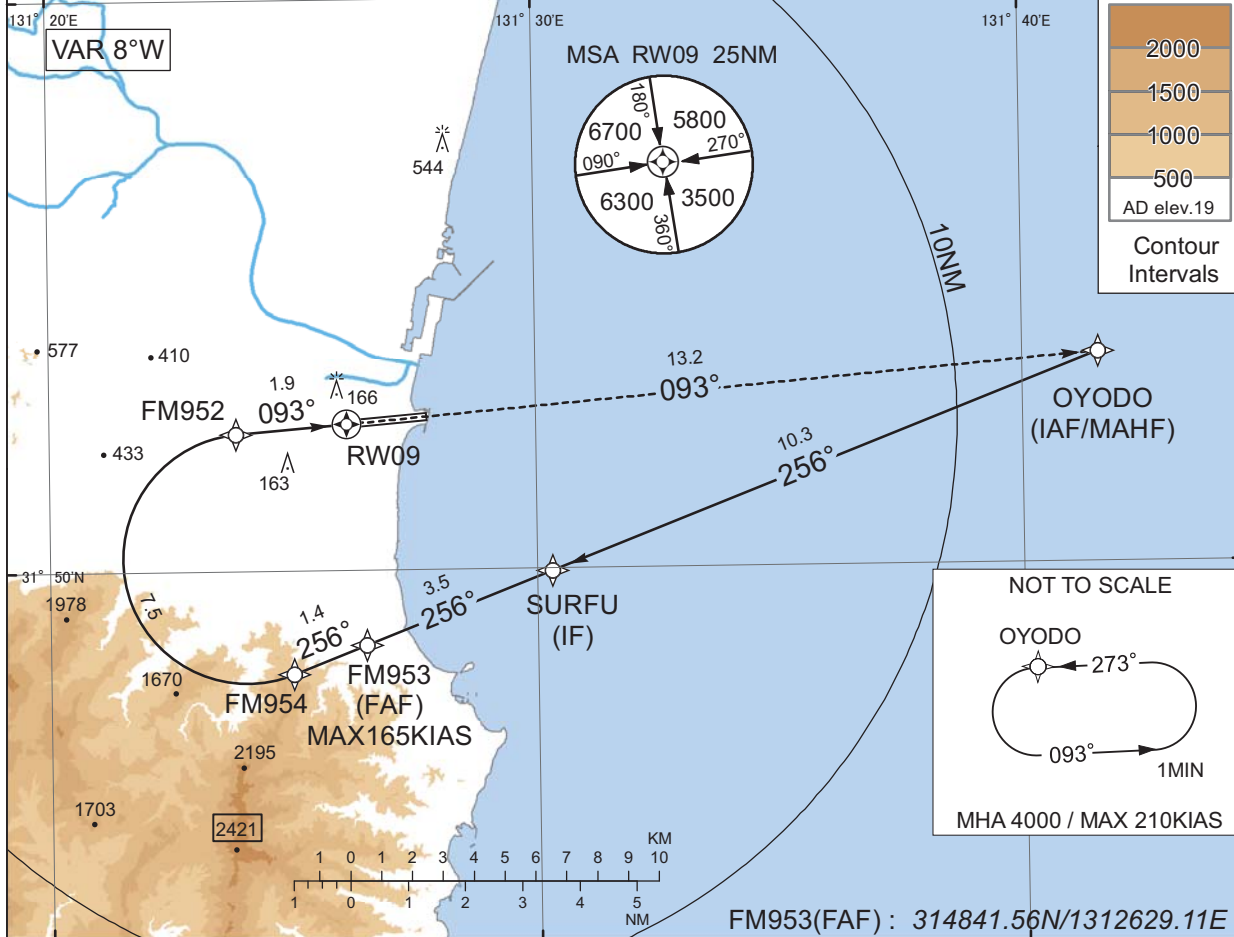 131° 20'E
131° 30'E
131° 40'E
VAR 8°W
MSA RW09 25NM
180°
6700
5800
090°
270°
6300
3500
360°
2000
1500
1000
500
AD elev.19
Contour
Intervals
544
10NM
577
410
13.2
093°
1.9
093°
166
FM952
RW09
OYODO
(IAF/MAHF)
433
163
10.3
256°
31° 50'N
1978
7.5
1.4
256°
3.5
256°
SURFU
(IF)
1670
FM954
FM953
(FAF)
MAX165KIAS
2195
1703
2421
NOT TO SCALE
OYODO
273°
093°
1MIN
MHA 4000 / MAX 210KIAS
KM
1 0 1 2 3 4 5 6 7 8 9 10
1 0 1 2 3 4 5
NM
FM953(FAF) : 314841.56N/1312629.11E